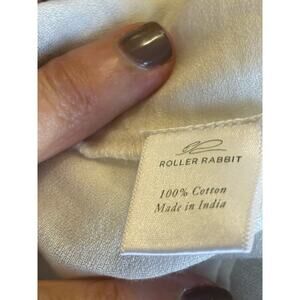 ROLLER RABBIT
100% Cotton
Made in India